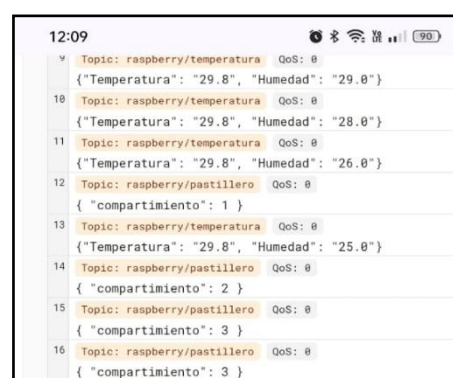 12:09 90
9 Topic: raspberry/temperatura QoS: 0
{"Temperatura": "29.8", "Humedad": "29.0"}
10 Topic: raspberry/temperatura QoS: 0
{"Temperatura": "29.8", "Humedad": "28.0"}
11 Topic: raspberry/temperatura QoS: 0
{"Temperatura": "29.8", "Humedad": "26.0"}
12 Topic: raspberry/pastillero QoS: 0
{ "compartimiento": 1 }
13 Topic: raspberry/temperatura QoS: 0
{"Temperatura": "29.8", "Humedad": "25.0"}
14 Topic: raspberry/pastillero QoS: 0
{ "compartimiento": 2 }
15 Topic: raspberry/pastillero QoS: 0
{ "compartimiento": 3 }
16 Topic: raspberry/pastillero QoS: 0
{ "compartimiento": 3 }